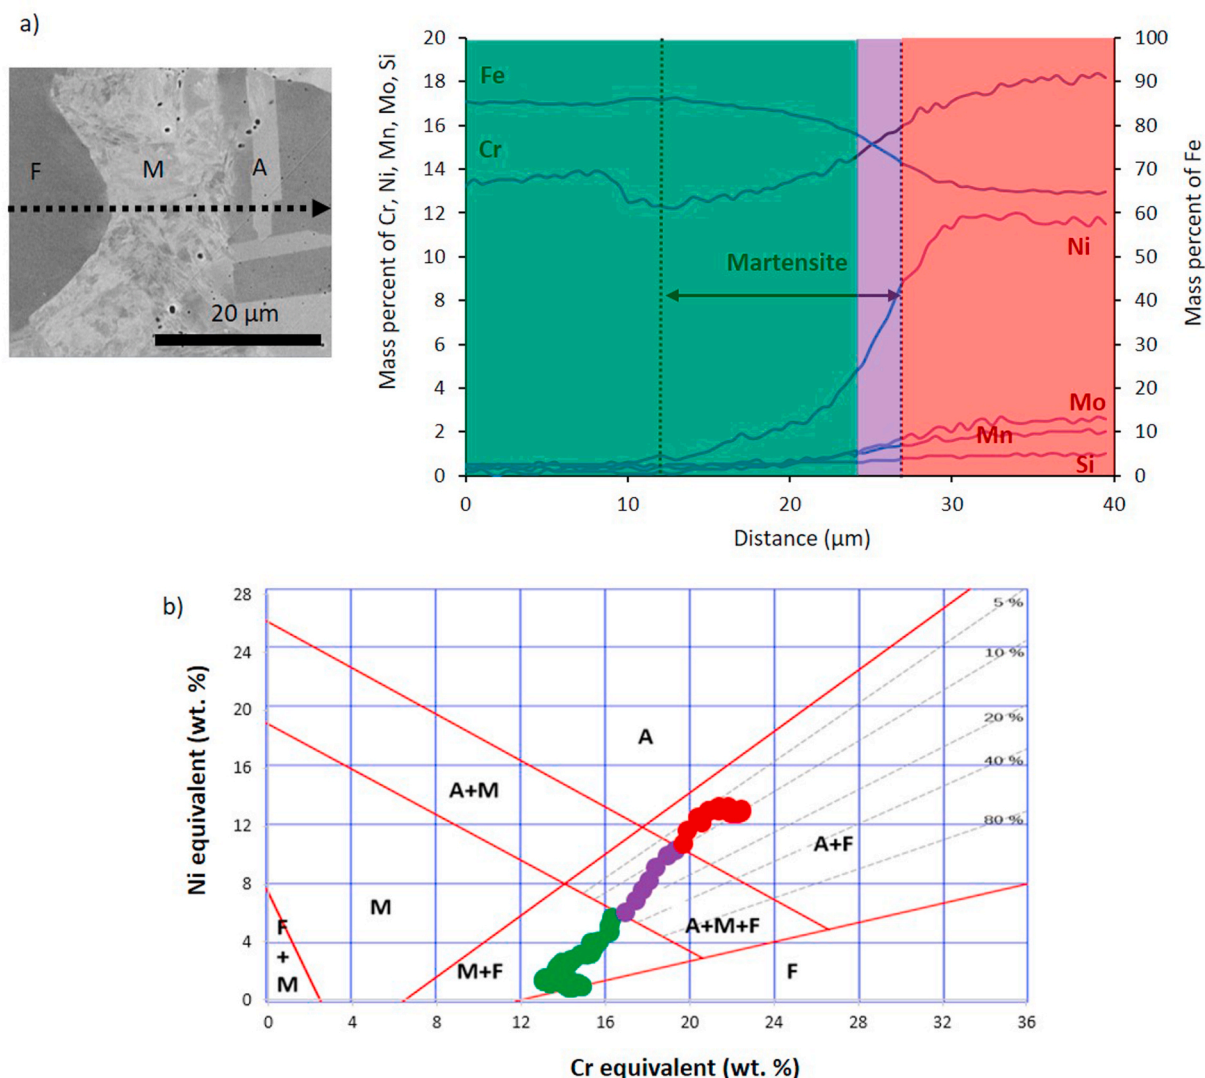 a)
F
M
A
20 µm
Mass percent of Cr, Ni, Mn, Mo, Si
20
18
16
14
12
10
8
6
4
2
0
Fe
Cr
Martensite
Ni
Mo
Mn
Si
100
90
80
70
60
50
40
30
20
10
0
Mass percent of Fe
0
10
20
30
40
Distance (µm)
b)
Ni equivalent (wt. %)
28
24
20
16
12
8
4
0
5 %
10 %
20 %
40 %
80 %
A
A+M
A+F
M
A+M+F
F
+
M
M+F
F
0
4
8
12
16
20
24
28
32
36
Cr equivalent (wt. %)